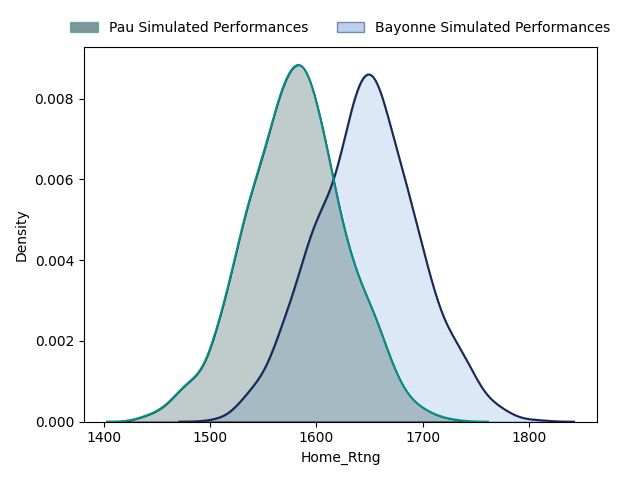 Pau Simulated Performances Bayonne Simulated Performances
0.008
0.006
0.004
0.002
0.000
Density
1400 1500 1600 1700 1800
Home_Rtng